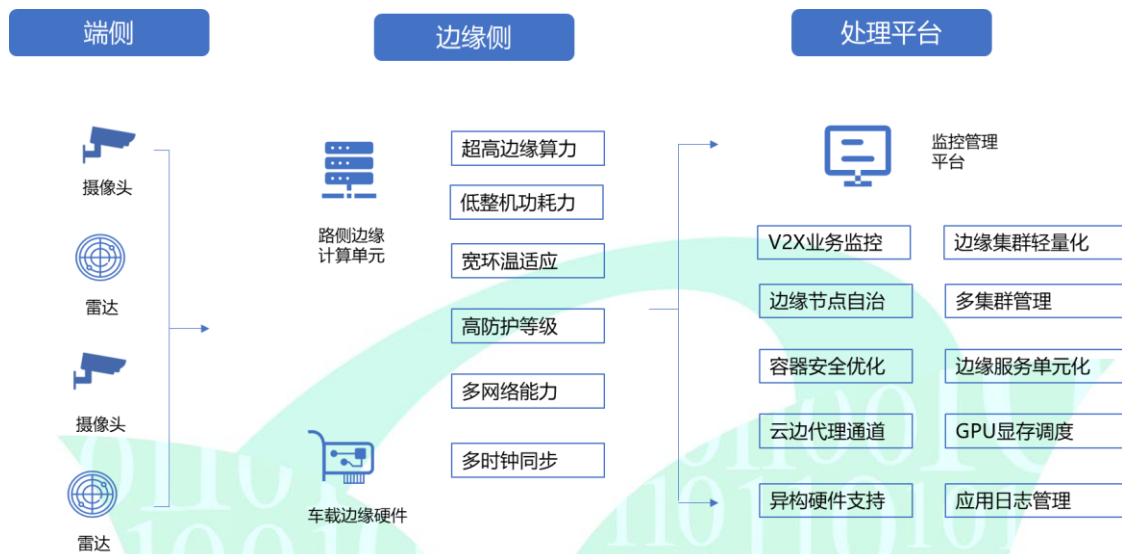 端侧
边缘侧
处理平台
摄像头
雷达
摄像头
雷达
路侧边缘
计算单元
车载边缘硬件
超高边缘算力
低整机功耗力
宽环温适应
高防护等级
多网络能力
多时钟同步
监控管理
平台
V2X业务监控
边缘集群轻量化
边缘节点自治
多集群管理
容器安全优化
边缘服务单元化
云边代理通道
GPU显存调度
异构硬件支持
应用日志管理